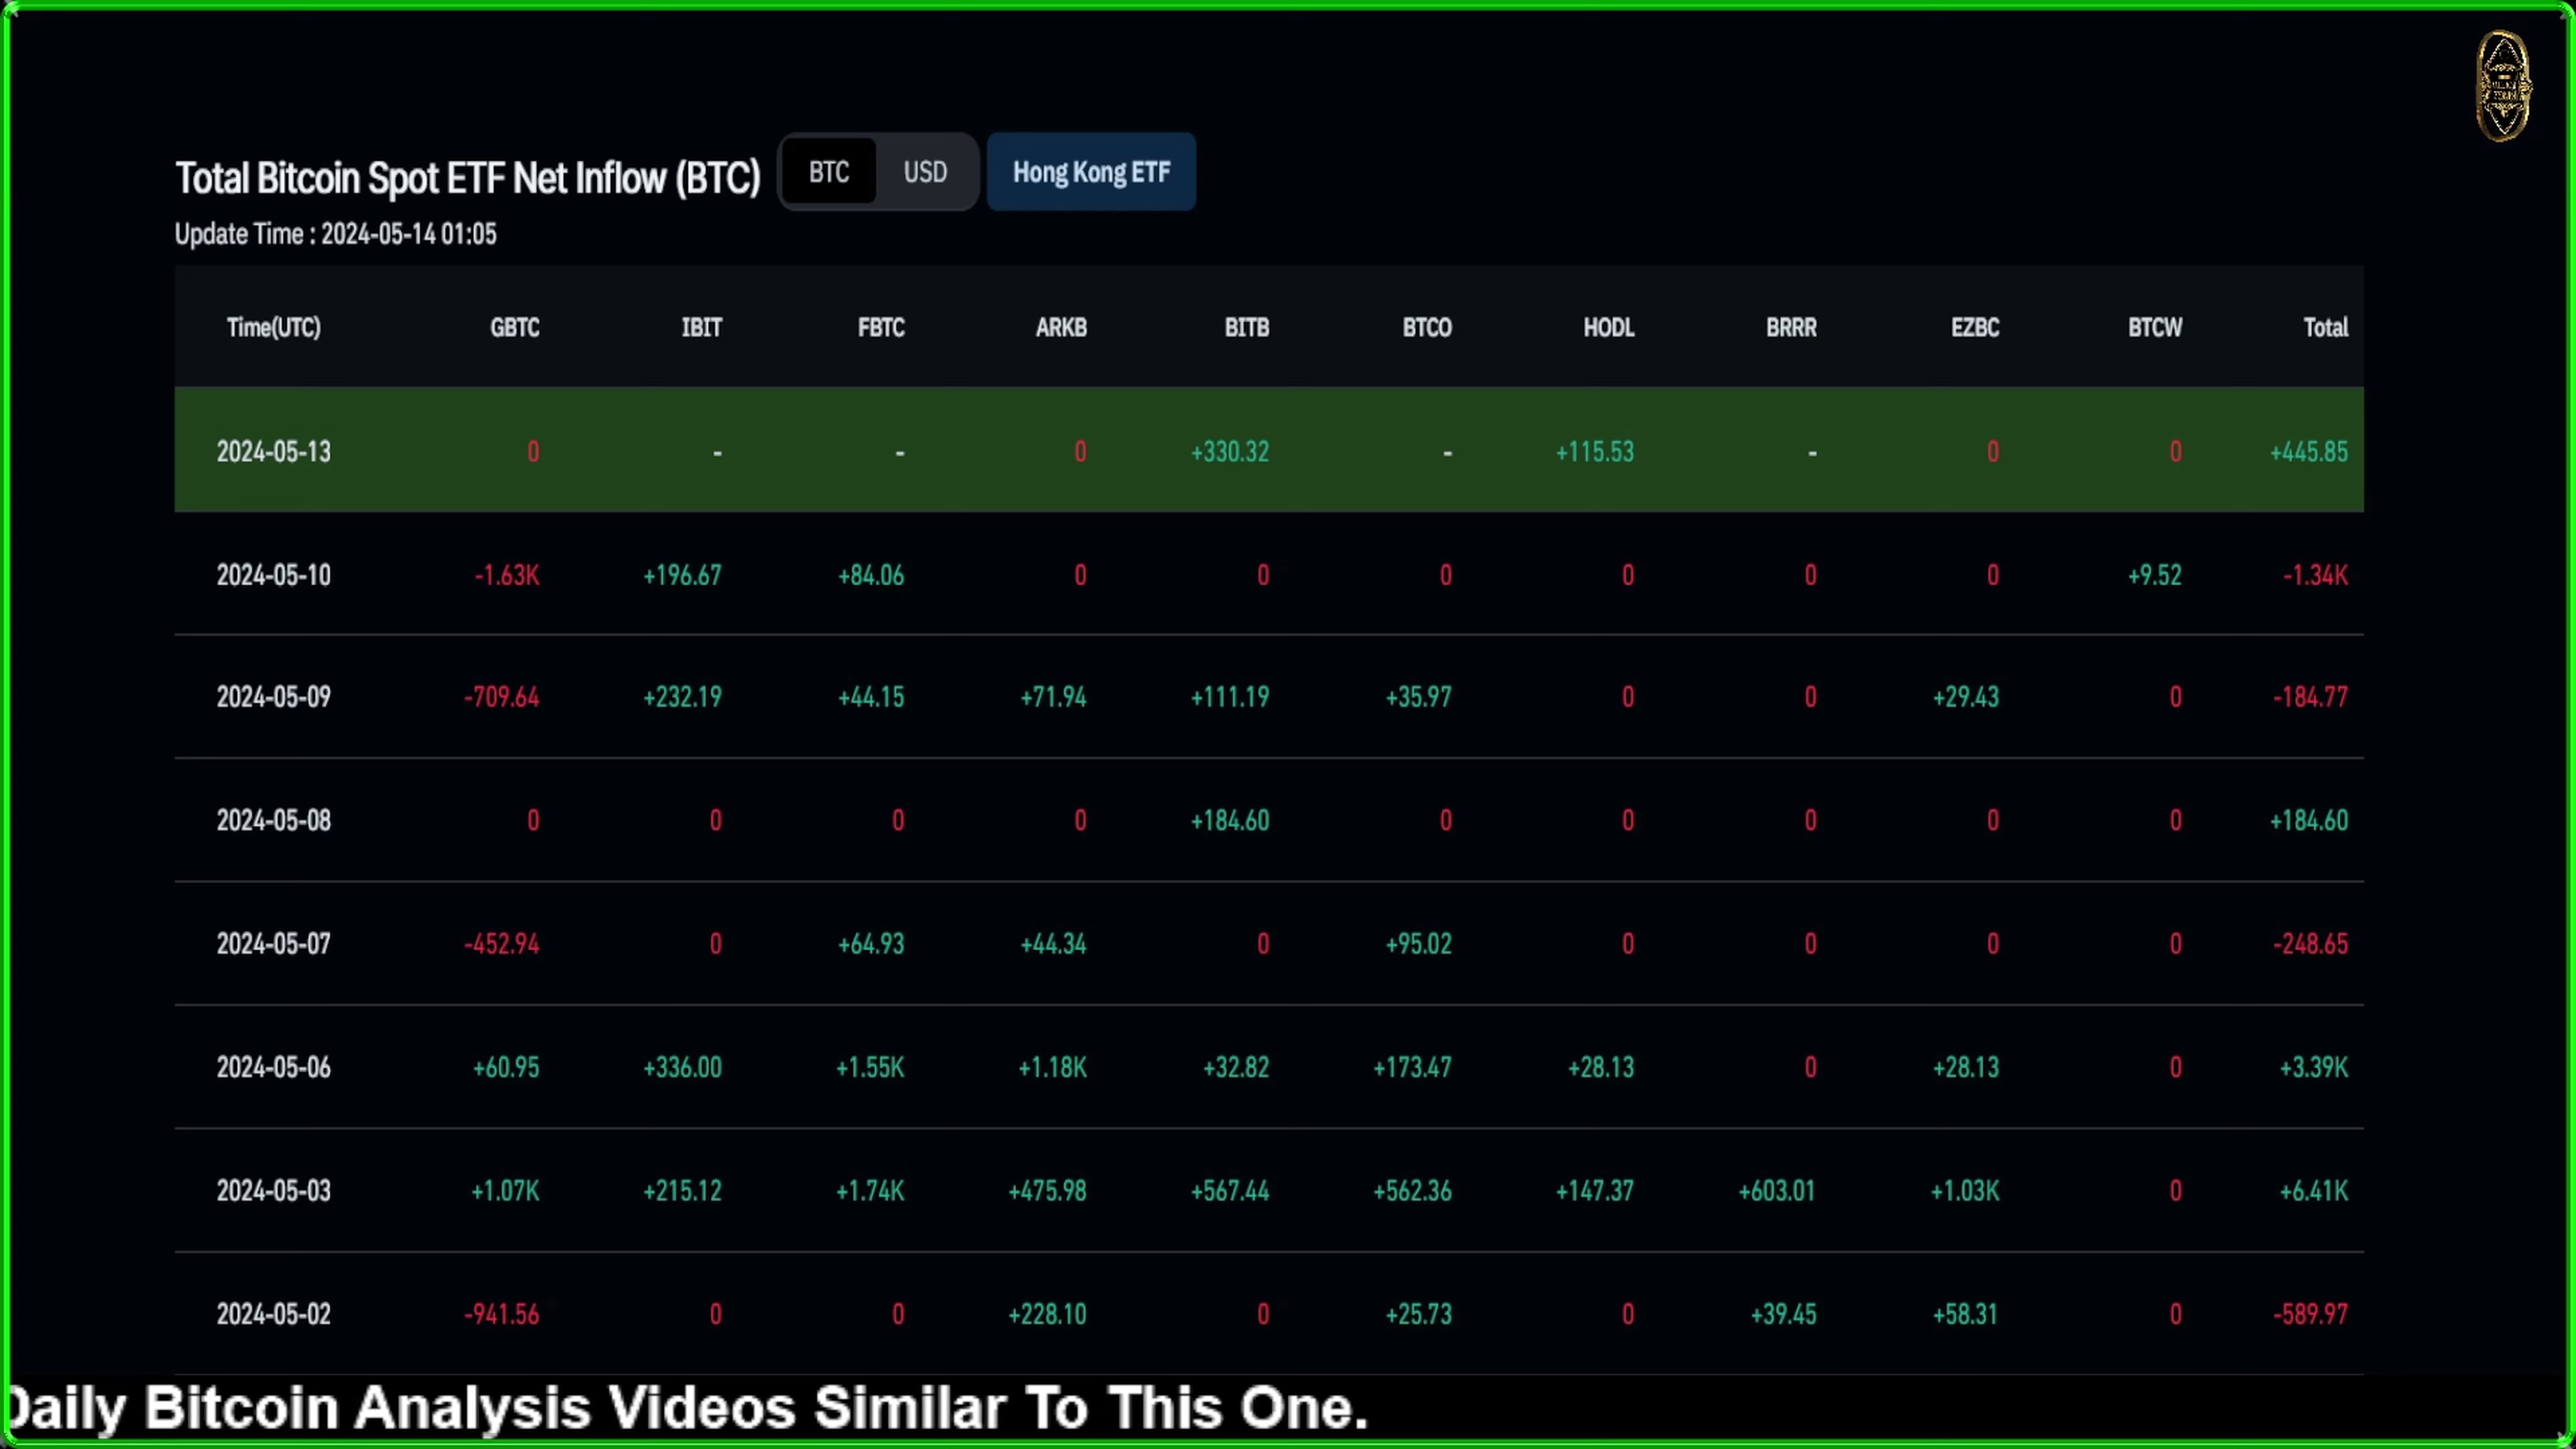 Total Bitcoin Spot ETF Net Inflow (BTC) BTC USD Hong Kong ETF
Update Time : 2024-05-14 01:05
Time(UTC) GBTC IBIT FBTC ARKB BITB BTCO HODL BRRR EZBC BTCW Total
2024-05-13 0 - - 0 +330.32 - +115.53 - 0 0 +445.85
2024-05-10 -1.63K +196.67 +84.06 0 0 0 0 0 0 +9.52 -1.34K
2024-05-09 -709.64 +232.19 +44.15 +71.94 +111.19 +35.97 0 0 +29.43 0 -184.77
2024-05-08 0 0 0 0 +184.60 0 0 0 0 0 +184.60
2024-05-07 -452.94 0 +64.93 +44.34 0 +95.02 0 0 0 0 -248.65
2024-05-06 +60.95 +336.00 +1.55K +1.18K +32.82 +173.47 +28.13 0 +28.13 0 +3.39K
2024-05-03 +1.07K +215.12 +1.74K +475.98 +567.44 +562.36 +147.37 +603.01 +1.03K 0 +6.41K
2024-05-02 -941.56 0 0 +228.10 0 +25.73 0 +39.45 +58.31 0 -589.97
Daily Bitcoin Analysis Videos Similar To This One.